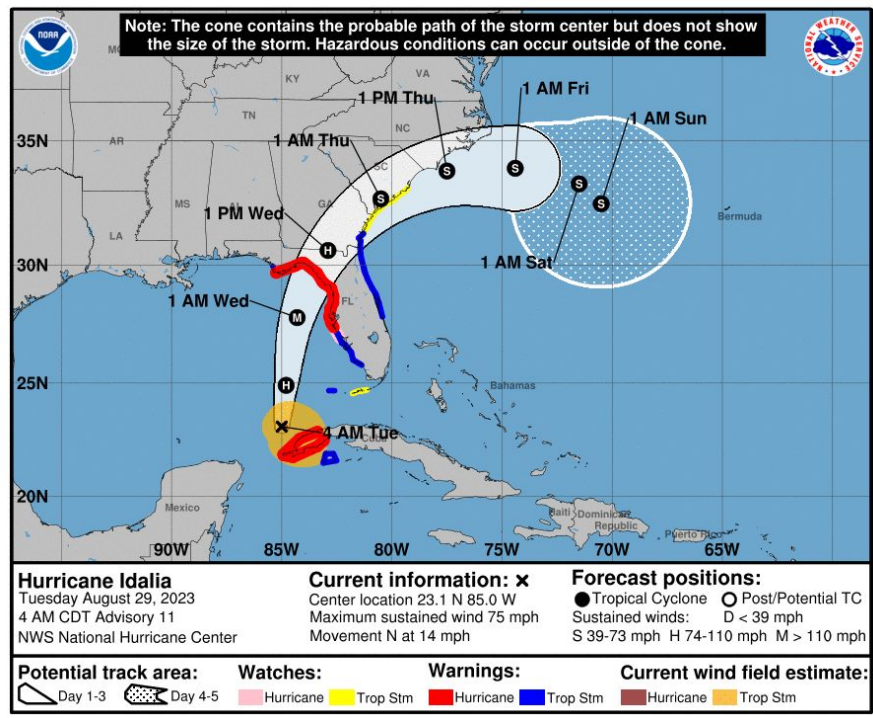 Note: The cone contains the probable path of the storm center but does not show
the size of the storm. Hazardous conditions can occur outside of the cone.
NOAA
NATIONAL WEATHER SERVICE
KY
VA
1 AM Fri
1 PM Thu
TN
NC
1 AM Sun
35N
AR
1 AM Thu
S
S
SC
S
S
MS
AL
GA
S
1 PM Wed
Bermuda
LA
H
1 AM Sat
30N
1 AM Wed
FL
M
25N
H
Bahamas
4 AM Tue
Cuba
20N
Mexico
Haiti
Dominican
Republic
Puerto Rico
90W 85W 80W 75W 70W 65W
Hurricane Idalia
Tuesday August 29, 2023
4 AM CDT Advisory 11
NWS National Hurricane Center
Current information: ×
Center location 23.1 N 85.0 W
Maximum sustained wind 75 mph
Movement N at 14 mph
Forecast positions:
Tropical Cyclone Post/Potential TC
Sustained winds: D < 39 mph
S 39-73 mph H 74-110 mph M > 110 mph
Potential track area:
Day 1-3 Day 4-5
Watches:
Hurricane Trop Stm
Warnings:
Hurricane Trop Stm
Current wind field estimate:
Hurricane Trop Stm